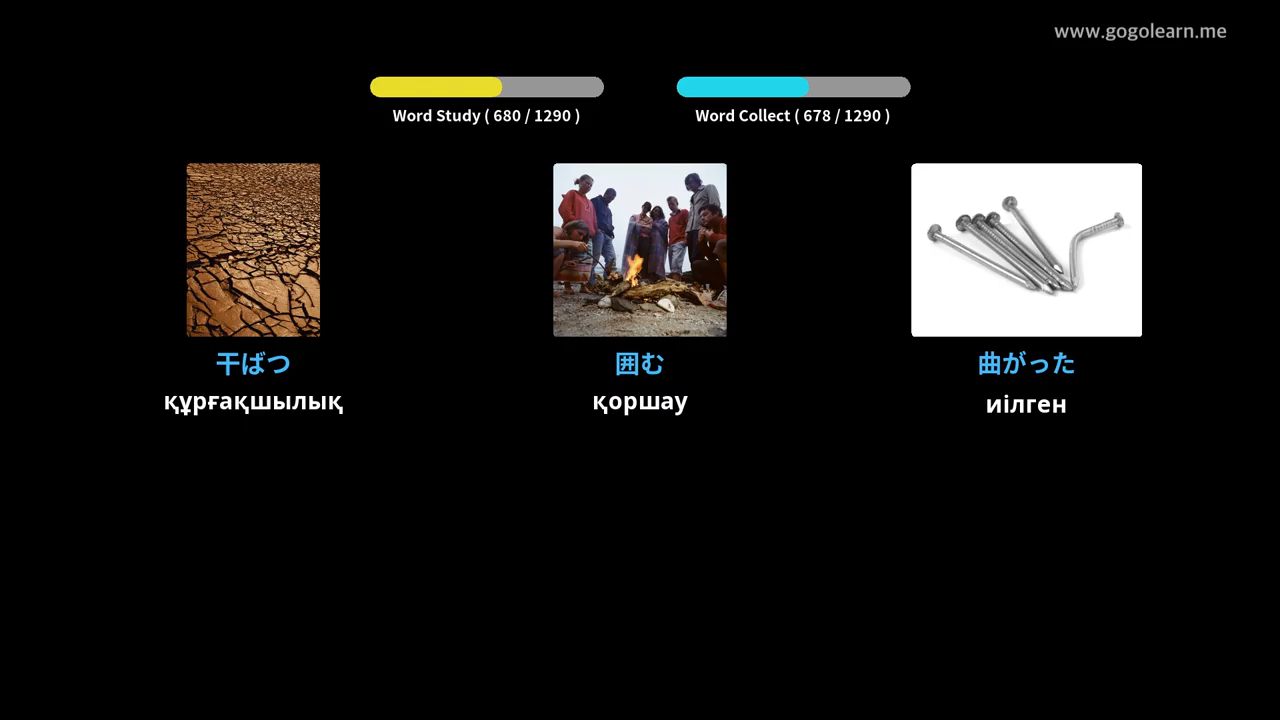 www.gogolearn.me
Word Study ( 680 / 1290 )
Word Collect ( 678 / 1290 )
干ばつ
囲む
曲がった
құрғақшылық
қоршау
иілген